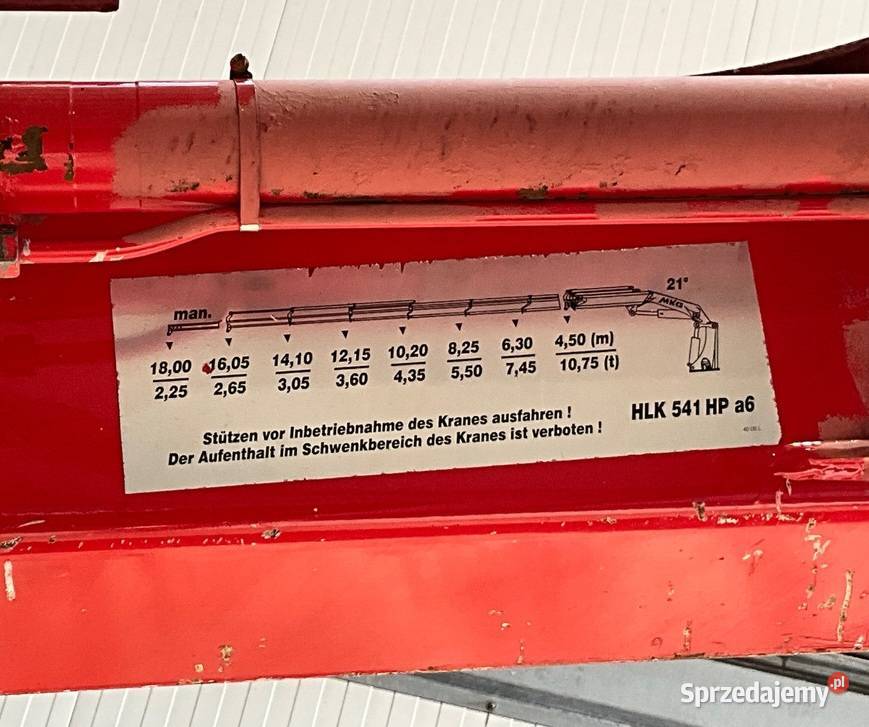 21°
MKG
man.
18,00 16,05 14,10 12,15 10,20 8,25 6,30 4,50 (m)
2,25 2,65 3,05 3,60 4,35 5,50 7,45 10,75 (t)
Stützen vor Inbetriebnahme des Kranes ausfahren !
Der Aufenthalt im Schwenkbereich des Kranes ist verboten !
HLK 541 HP a6
Sprzedajemy.pl